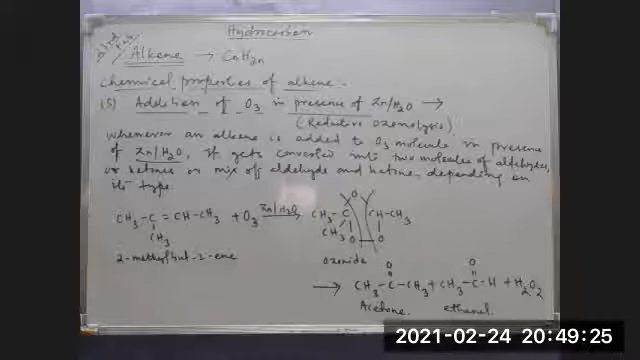 Hydrocarbon
Alkene → CnH2n
Chemical properties of alkene.
(5) Addition of O3 in presence of Zn/H2O →
(Reductive ozonolysis)
Whenever an alkene is added to O3 molecule in presence
of Zn/H2O, It gets converted into two molecules of aldehydes,
or ketones or mix of aldehyde and ketone, depending on
its type.
CH3-C=CH-CH3 + O3 Zn/H2O → CH3-C CH-CH3
CH3 CH3 O O O
2-methylbut-2-ene ozonide
→ CH3-C-CH3 + CH3-C-H + H2O2
O O
Acetone ethanal
2021-02-24 20:49:25